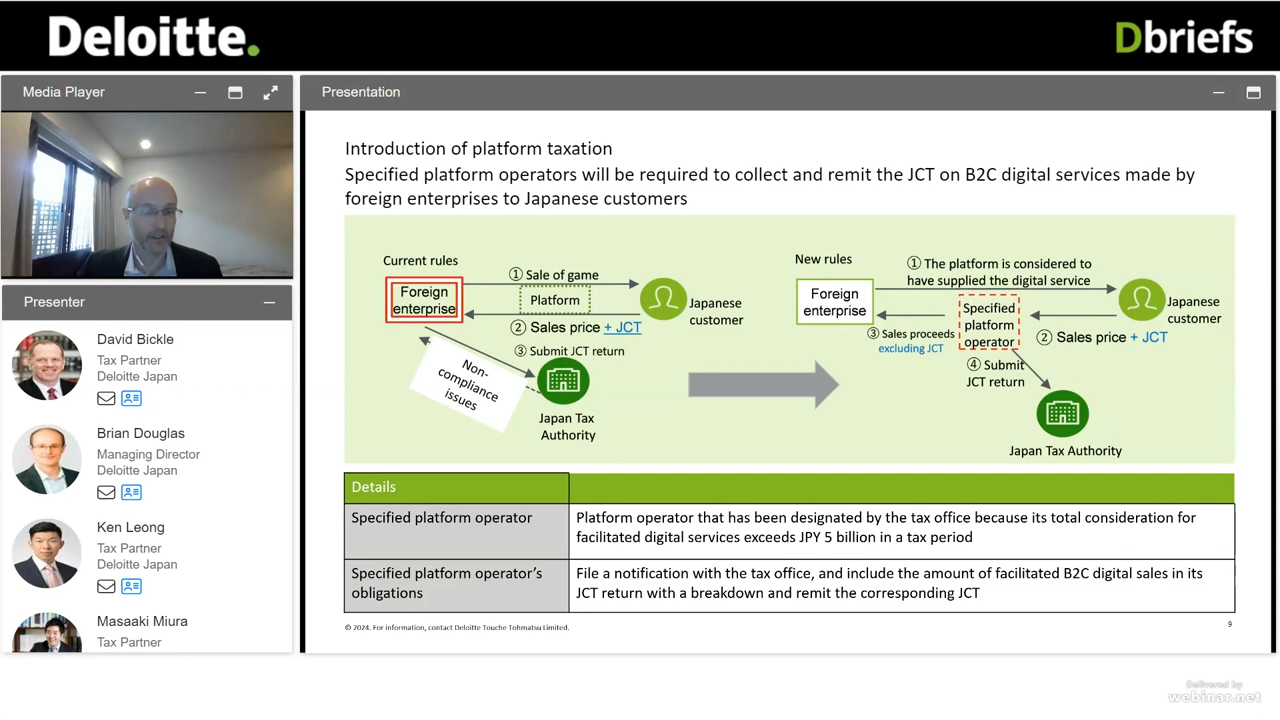 Deloitte.
Dbriefs
Media Player
Presenter
David Bickle
Tax Partner
Deloitte Japan
Brian Douglas
Managing Director
Deloitte Japan
Ken Leong
Tax Partner
Deloitte Japan
Masaaki Miura
Tax Partner
Presentation
Introduction of platform taxation
Specified platform operators will be required to collect and remit the JCT on B2C digital services made by
foreign enterprises to Japanese customers
Current rules
① Sale of game
Foreign
enterprise
Platform
Japanese
customer
② Sales price + JCT
③ Submit JCT return
Non-
compliance
issues
Japan Tax
Authority
New rules
① The platform is considered to
have supplied the digital service
Foreign
enterprise
Specified
platform
operator
Japanese
customer
③ Sales proceeds
excluding JCT
② Sales price + JCT
④ Submit
JCT return
Japan Tax Authority
Details
Specified platform operator
Platform operator that has been designated by the tax office because its total consideration for
facilitated digital services exceeds JPY 5 billion in a tax period
Specified platform operator’s
obligations
File a notification with the tax office, and include the amount of facilitated B2C digital sales in its
JCT return with a breakdown and remit the corresponding JCT
© 2024. For information, contact Deloitte Touche Tohmatsu Limited.
9
Delivered by
webinar.net